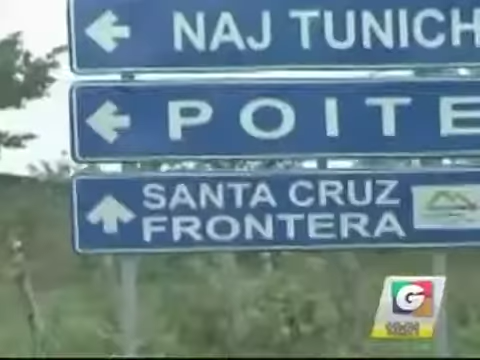 NAJ TUNICH
POITE
SANTA CRUZ
FRONTERA
G